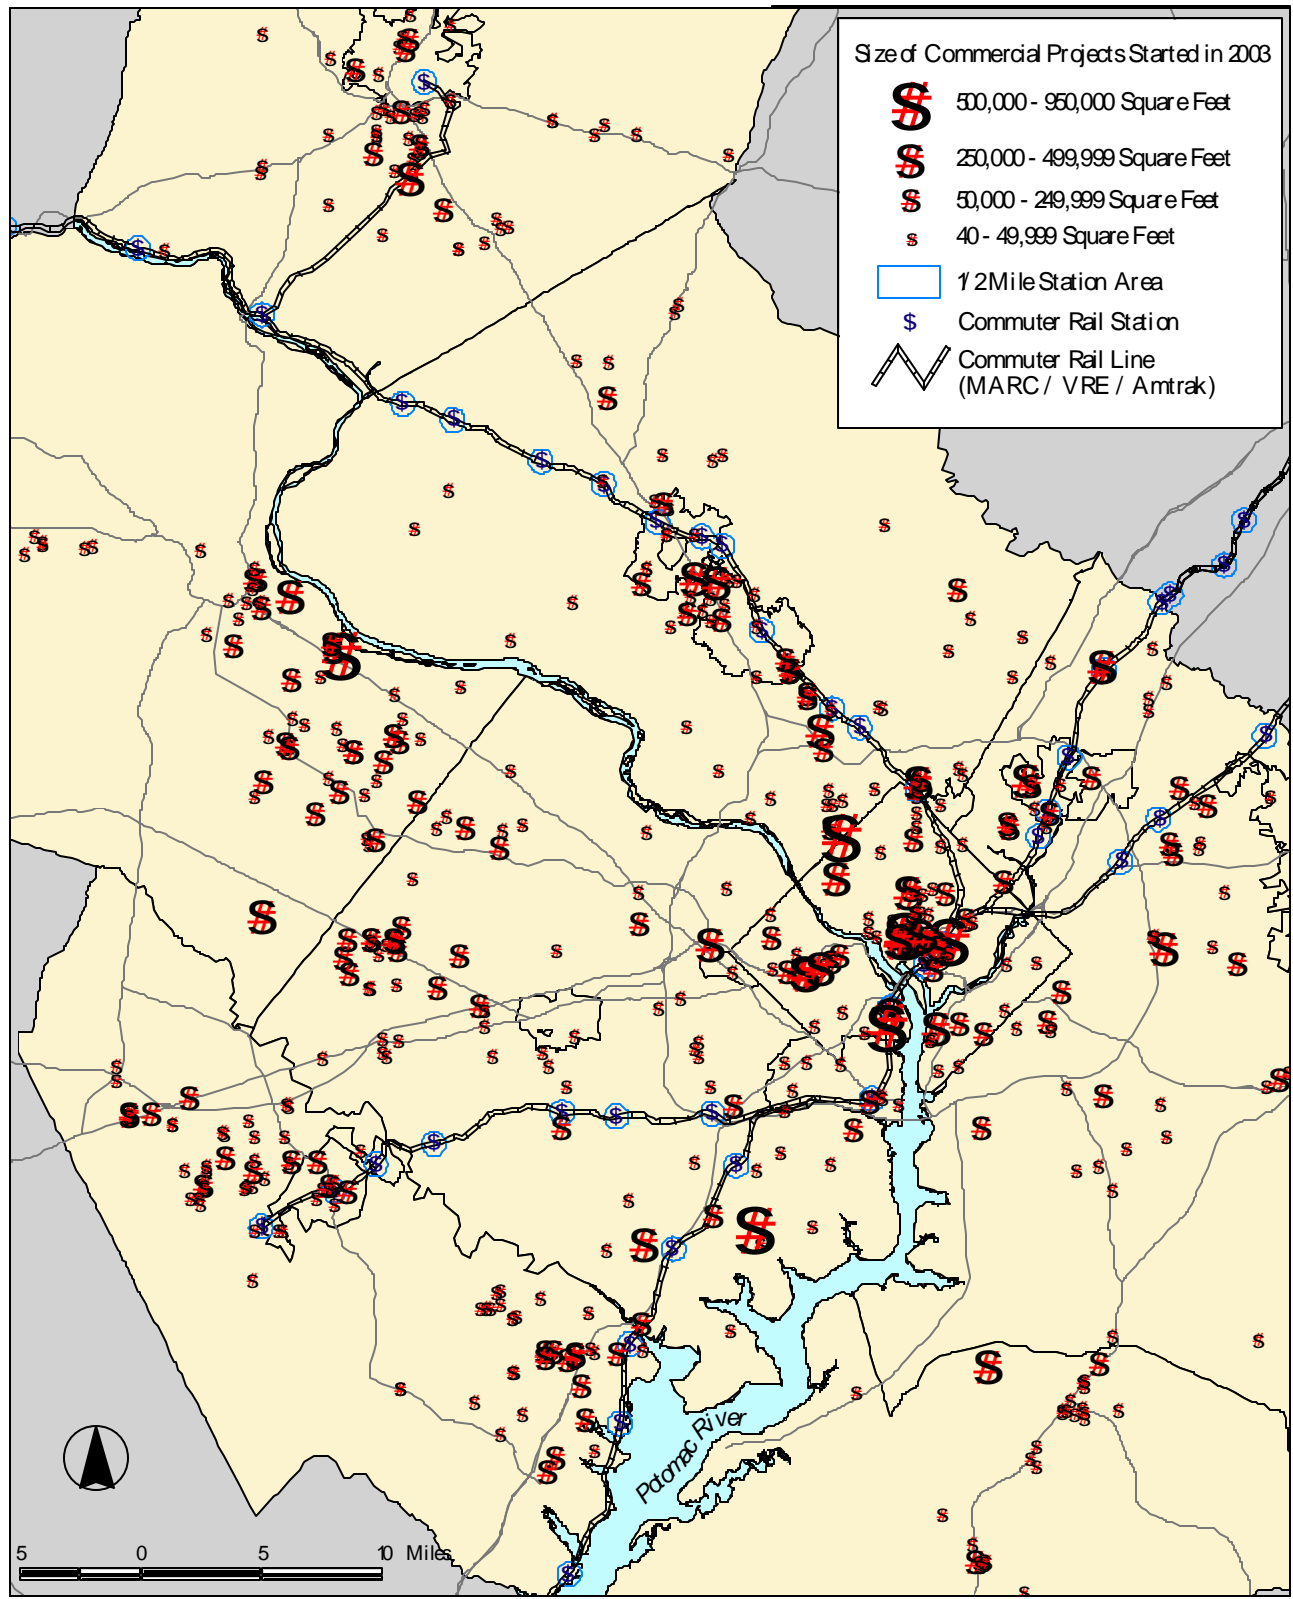 Size of Commercial Projects Started in 2003
500,000 - 950,000 Square Feet
250,000 - 499,999 Square Feet
50,000 - 249,999 Square Feet
40 - 49,999 Square Feet
1/2 Mile Station Area
$ Commuter Rail Station
Commuter Rail Line
(MARC / VRE / Amtrak)
Potomac River
5 0 5 10 Miles